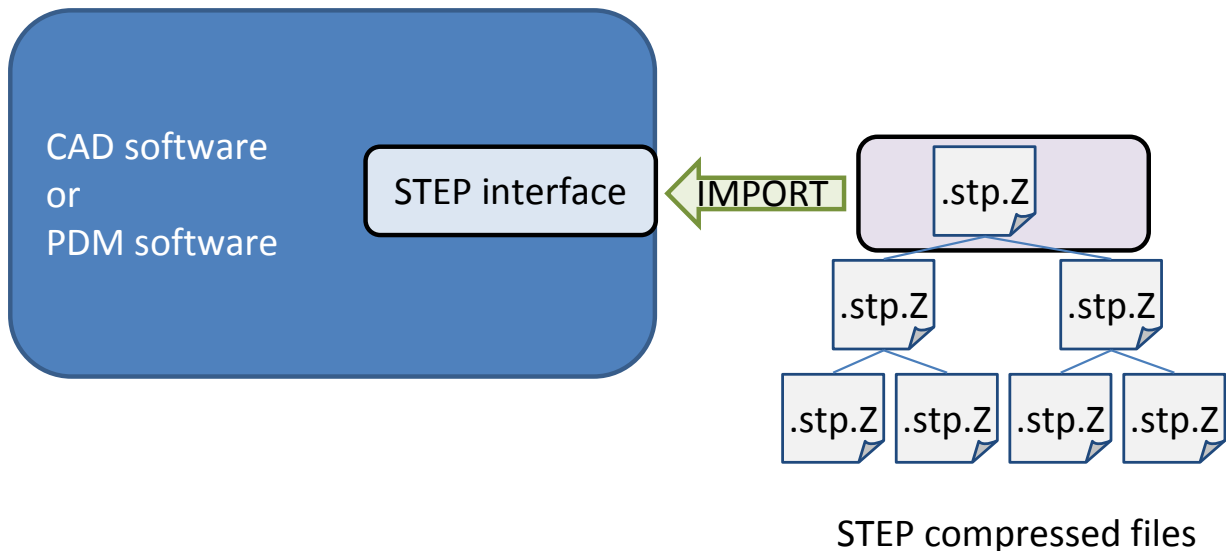 CAD software
or
PDM software
STEP interface
IMPORT
.stp.Z
.stp.Z
.stp.Z
.stp.Z
.stp.Z
.stp.Z
.stp.Z
STEP compressed files